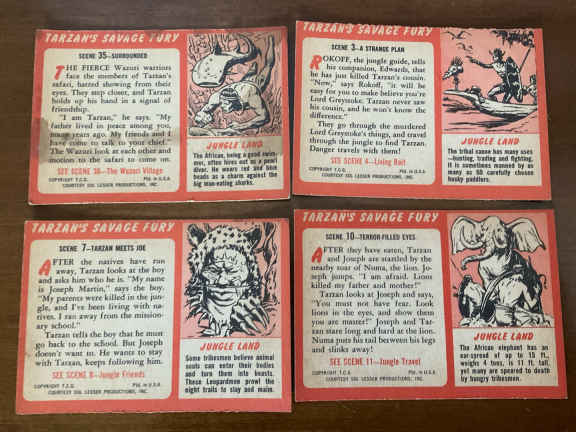 TARZAN'S SAVAGE FURY
SCENE 35—SURROUNDED
THE FIERCE Wazuri warriors
face the members of Tarzan's
safari, hatred showing from their
eyes. They step closer, and Tarzan
holds up his hand in a signal of
friendship.
"I am Tarzan," he says. "My
father lived in peace among you,
many years ago. My friends and I
have come to talk to your chief."
The Wazuri look at each other and
motion to the safari to come on.
SEE SCENE 36—The Wazuri Village
COPYRIGHT T.C.G. Ptd. in U.S.A.
COURTESY SOL LESSER PRODUCTIONS, INC.
JUNGLE LAND
The African, being a good swim-
mer, often hires out as a pearl
diver. He wears red and blue
beads as a charm against the
big man-eating sharks.
TARZAN'S SAVAGE FURY
SCENE 3—A STRANGE PLAN
ROKOFF, the jungle guide, tells
his companion, Edwards, that
he has just killed Tarzan's cousin.
"Now," says Rokoff, "it will be
easy for you to make believe you're
Lord Greystoke. Tarzan never saw
his cousin, and he won't know the
difference."
They go through the murdered
Lord Greystoke's things, and travel
through the jungle to find Tarzan.
Danger travels with them!
SEE SCENE 4—Living Bait
COPYRIGHT T.C.G. Ptd. in U.S.A.
COURTESY SOL LESSER PRODUCTIONS, INC.
JUNGLE LAND
The tribal canoe has many uses
—hunting, trading and fighting.
It is sometimes manned by as
many as 60 carefully chosen
husky paddlers.
TARZAN'S SAVAGE FURY
SCENE 7—TARZAN MEETS JOE
AFTER the natives have run
away, Tarzan looks at the boy
and asks him who he is. "My name
is Joseph Martin," says the boy.
"My parents were killed in the jun-
gle, and I've been living with na-
tives. I ran away from the mission-
ary school."
Tarzan tells the boy that he must
go back to the school. But Joseph
doesn't want to. He wants to stay
with Tarzan, keeps following him.
SEE SCENE 8—Jungle Friends
COPYRIGHT T.C.G. Ptd. in U.S.A.
COURTESY SOL LESSER PRODUCTIONS, INC.
JUNGLE LAND
Some tribesmen believe animal
souls can enter their bodies
and turn them into beasts.
These Leopardmen prowl the
night trails to slay and maim.
TARZAN'S SAVAGE FURY
SCENE 10—TERROR-FILLED EYES
AFTER they have eaten, Tarzan
and Joseph are startled by the
nearby roar of Numa, the lion. Jo-
seph jumps. "I am afraid. Lions
killed my father and mother!"
Tarzan looks at Joseph and says,
"You must not have fear. Look
lions in the eyes, and show them
you are master!" Joseph and Tar-
zan stare long and hard at the lion.
Numa puts his tail between his legs
and slinks away!
SEE SCENE 11—Jungle Travel
COPYRIGHT T.C.G. Ptd. in U.S.A.
COURTESY SOL LESSER PRODUCTIONS, INC.
JUNGLE LAND
The African elephant has an
ear-spread of up to 15 ft.,
weighs 4 tons, is 11 ft. tall,
yet many are speared to death
by hungry tribesmen.